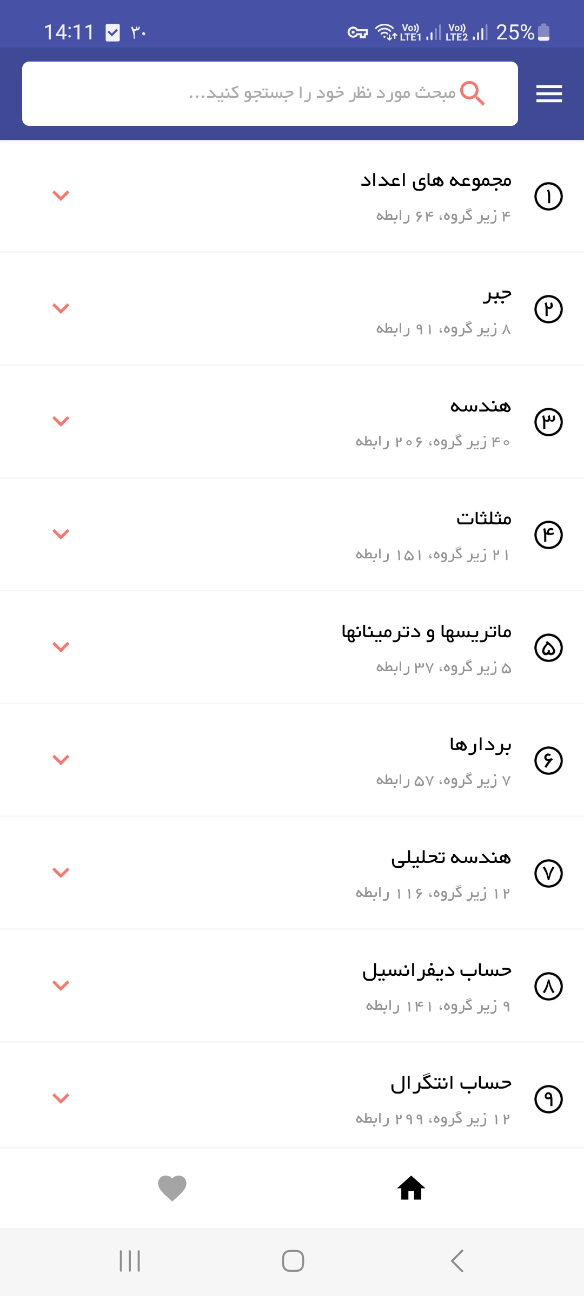 14:11 ۳۰ Vo) LTE1 Vo) LTE2 25%
مبحث مورد نظر خود را جستجو کنید...
۱
مجموعه های اعداد
۴ زیر گروه، ۶۴ رابطه
۲
جبر
۸ زیر گروه، ۹۱ رابطه
۳
هندسه
۴۰ زیر گروه، ۲۰۶ رابطه
۴
مثلثات
۲۱ زیر گروه، ۱۵۱ رابطه
۵
ماتریسها و دترمینانها
۵ زیر گروه، ۳۷ رابطه
۶
بردارها
۷ زیر گروه، ۵۷ رابطه
۷
هندسه تحلیلی
۱۲ زیر گروه، ۱۱۶ رابطه
۸
حساب دیفرانسیل
۹ زیر گروه، ۱۴۱ رابطه
۹
حساب انتگرال
۱۲ زیر گروه، ۲۹۹ رابطه